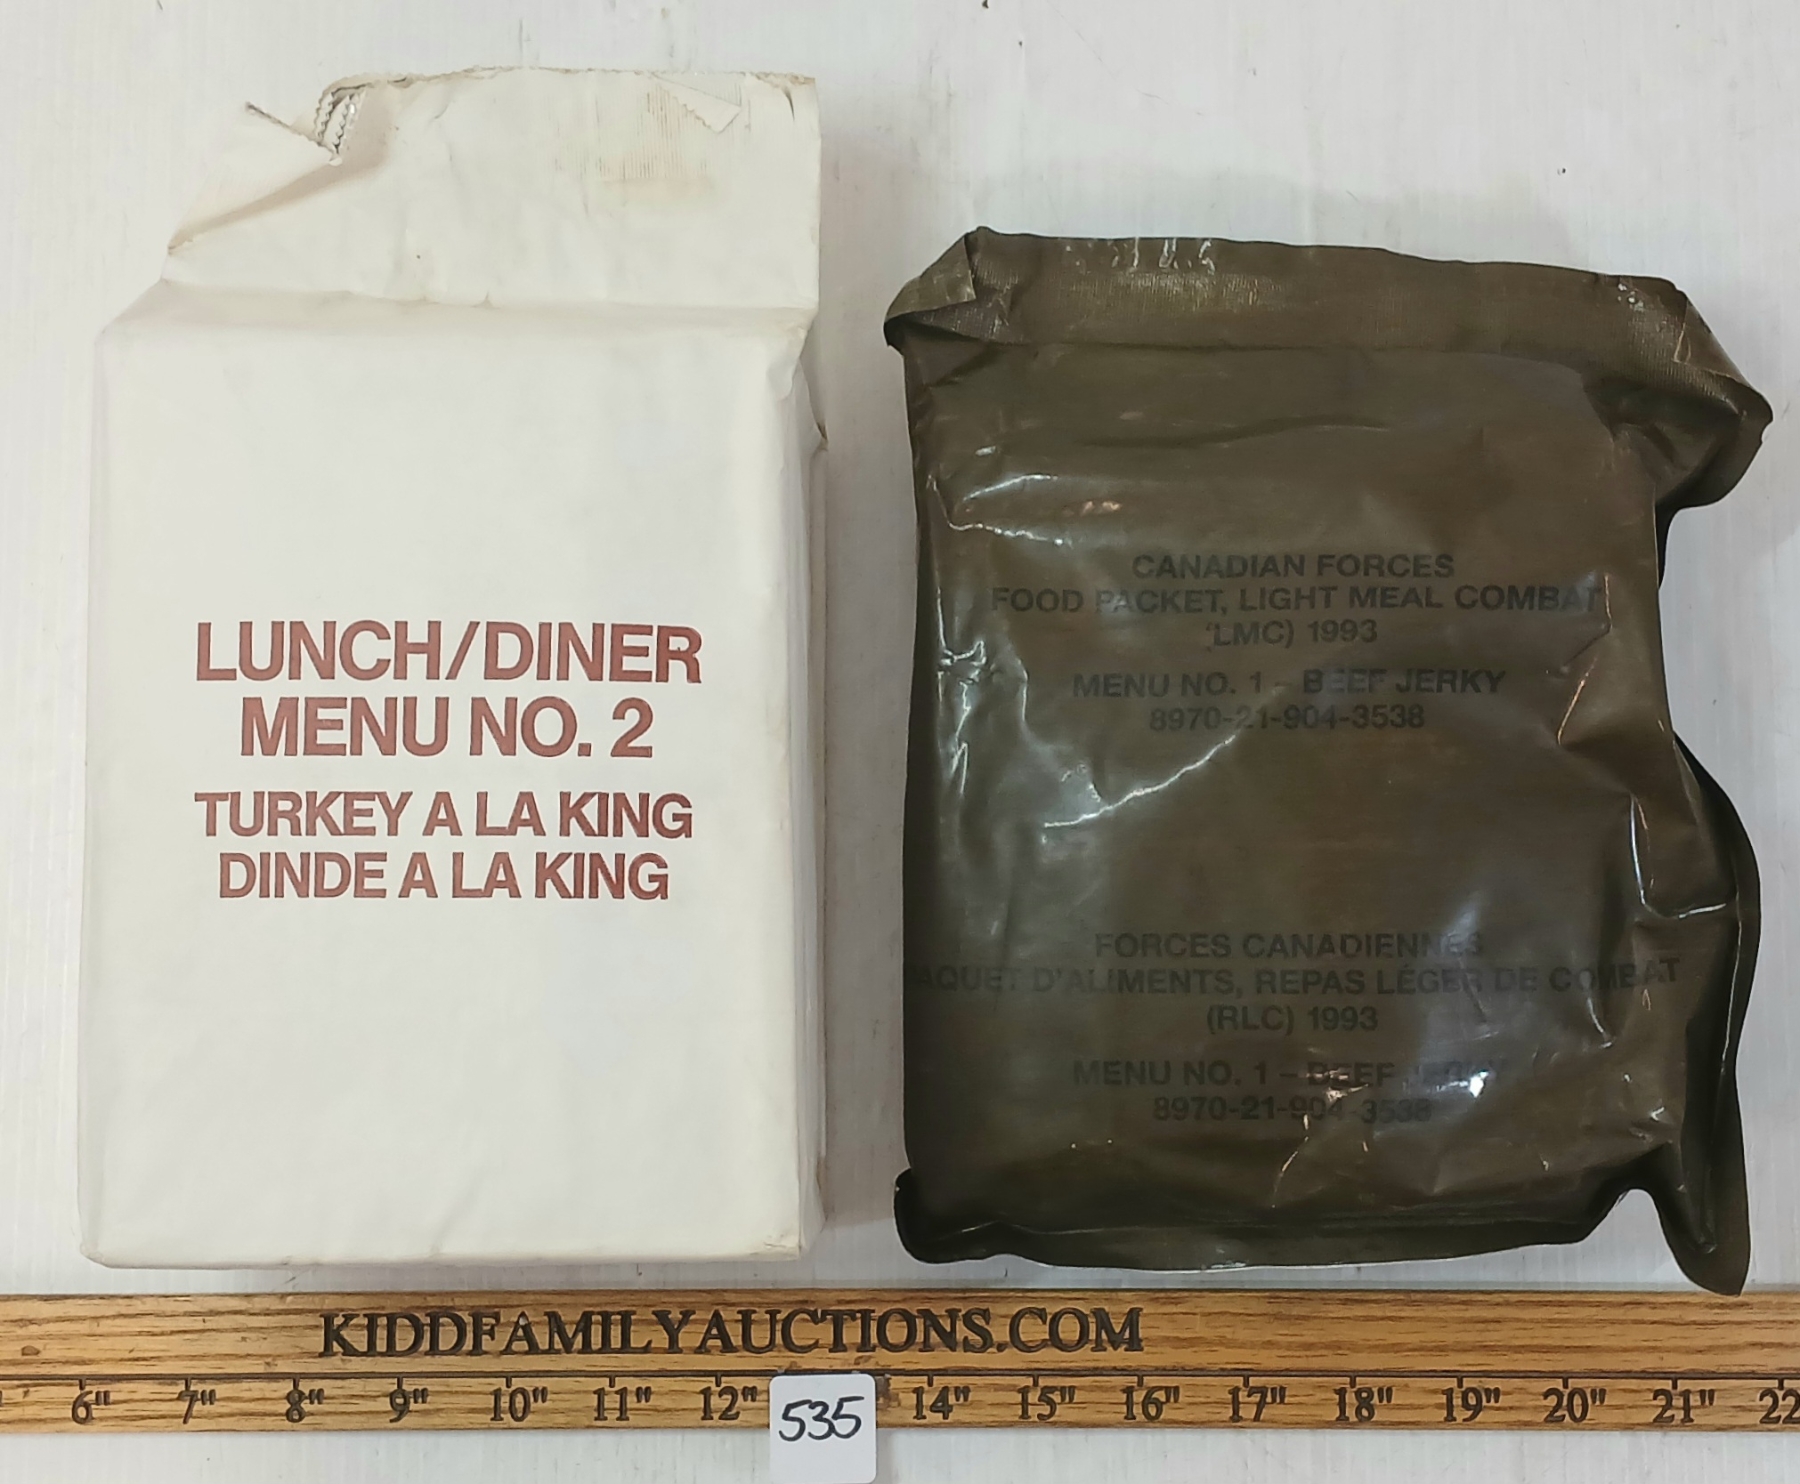 LUNCH/DINER
MENU NO. 2
TURKEY A LA KING
DINDE A LA KING
CANADIAN FORCES
FOOD PACKET, LIGHT MEAL COMBAT
(LMC) 1993
MENU NO. 1 - BEEF JERKY
8970-21-904-3538
FORCES CANADIENNES
PAQUET D'ALIMENTS, REPAS LÉGER DE COMBAT
(RLC) 1993
MENU NO. 1 - BEEF JERKY
8970-21-904-3538
KIDDFAMILYAUCTIONS.COM
6" 7" 8" 9" 10" 11" 12" 14" 15" 16" 17" 18" 19" 20" 21" 22
535